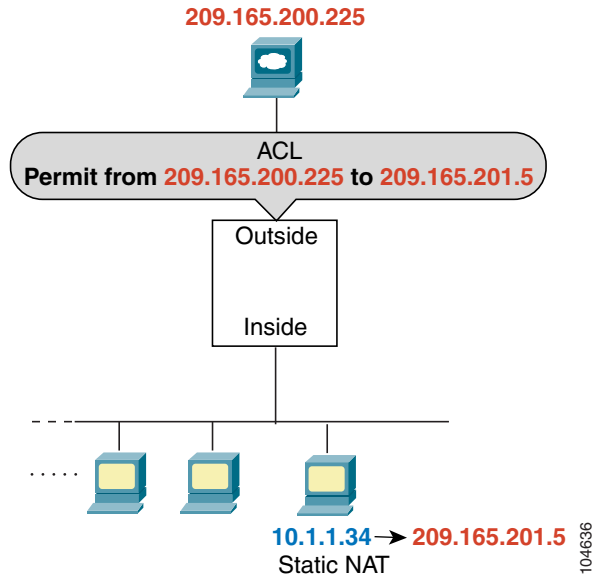 209.165.200.225
ACL
Permit from 209.165.200.225 to 209.165.201.5
Outside
Inside
10.1.1.34 → 209.165.201.5
Static NAT
104636